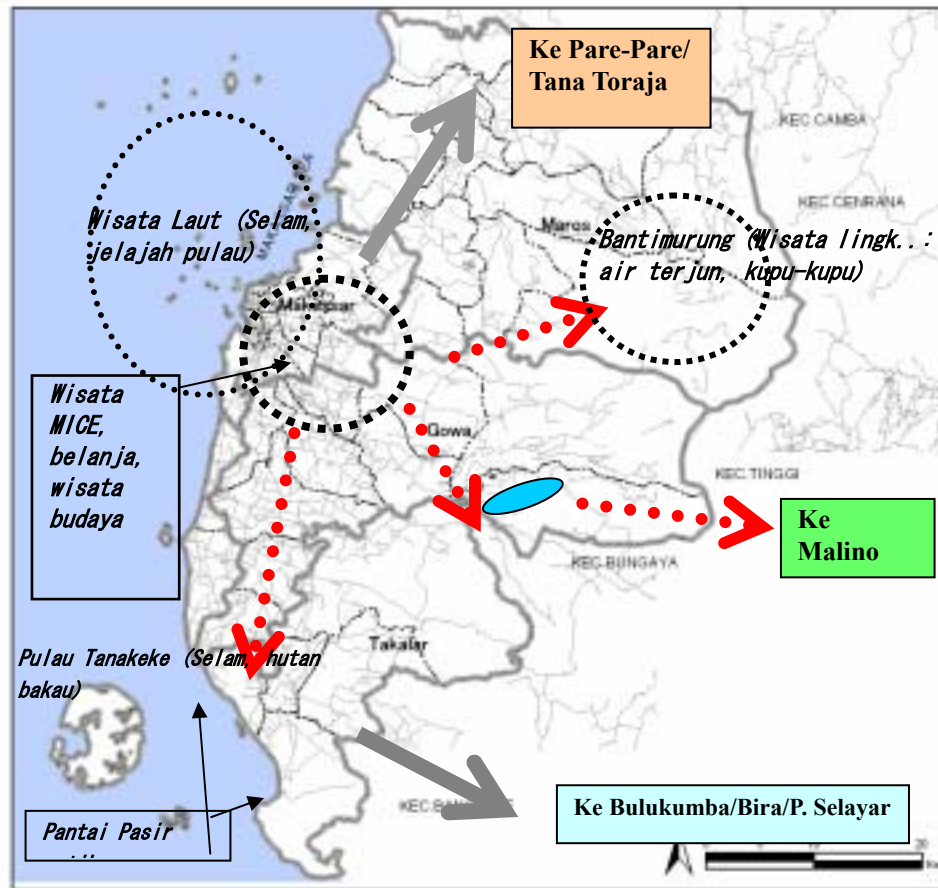 Ke Pare-Pare/
Tana Toraja
KEC CAMBA
KEC CENRANA
Wisata Laut (Selam,
jelajah pulau)
Maros
Bantimurung (Wisata lingk..:
air terjun, kupu-kupu)
Makassar
Wisata
MICE,
belanja,
wisata
budaya
Gowa
KEC TINGGI
Ke
Malino
KEC BUNGAYA
Takalar
Pulau Tanakeke (Selam, hutan
bakau)
Ke Bulukumba/Bira/P. Selayar
Pantai Pasir